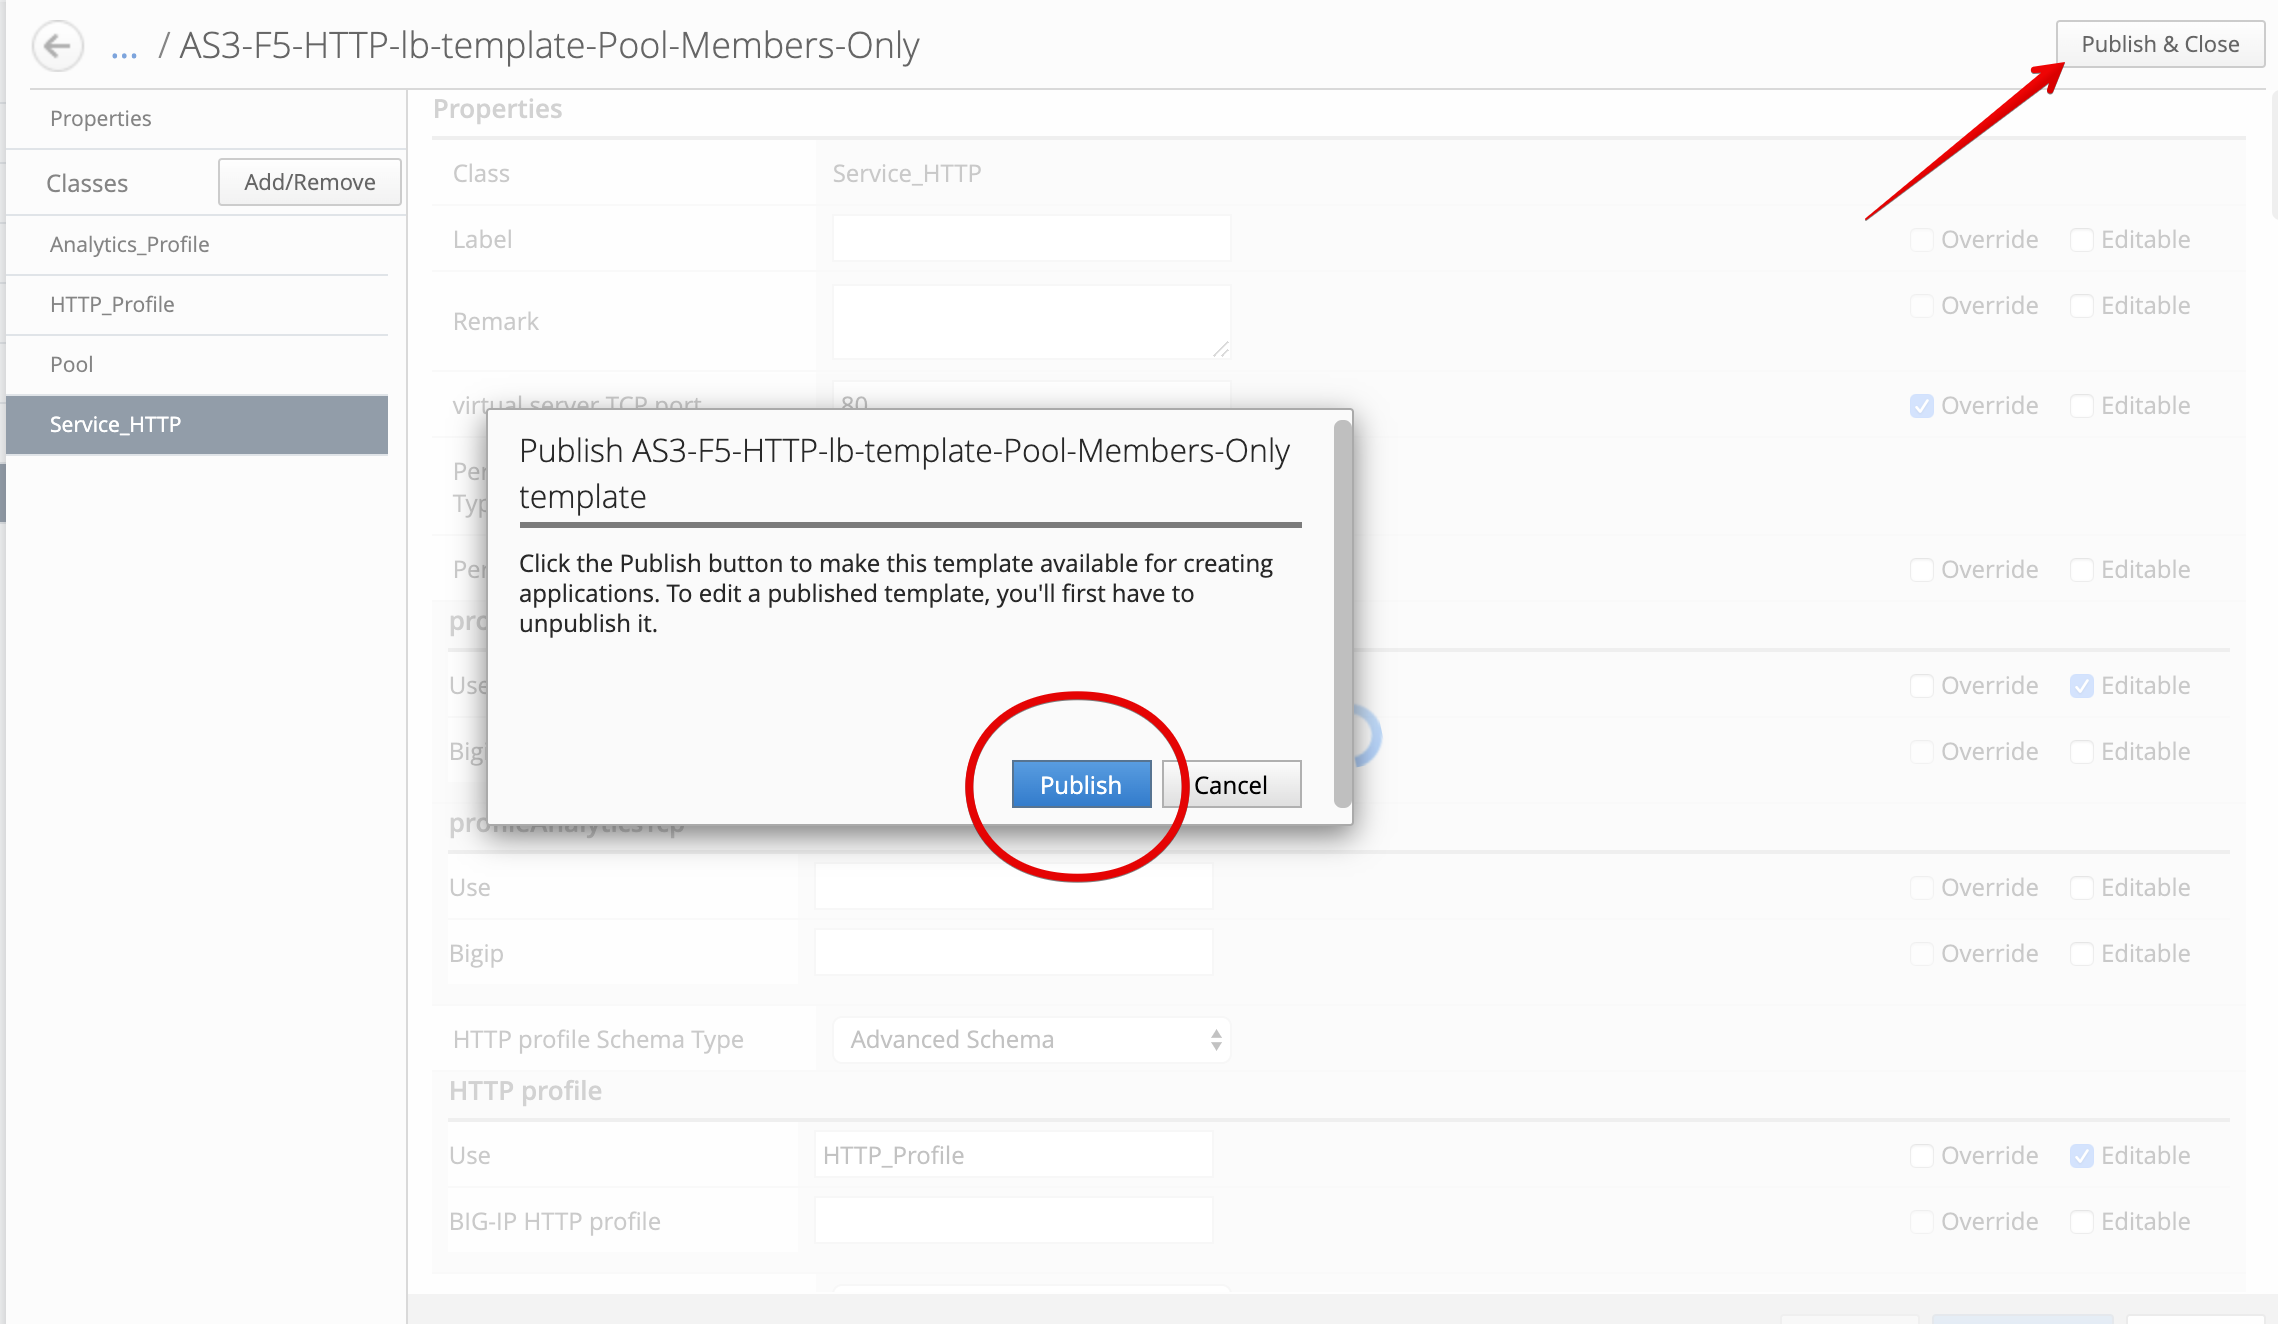 ... / AS3-F5-HTTP-lb-template-Pool-Members-Only
Publish & Close
Properties
Classes
Add/Remove
Analytics_Profile
HTTP_Profile
Pool
Service_HTTP
Properties
Class
Service_HTTP
Label
Override
Editable
Remark
Override
Editable
virtual server TCP port
80
Override
Editable
Override
Editable
Publish AS3-F5-HTTP-lb-template-Pool-Members-Only
template
Click the Publish button to make this template available for creating
applications. To edit a published template, you'll first have to
unpublish it.
Publish
Cancel
Use
Override
Editable
Override
Editable
profileAnalyticsTcp
Use
Override
Editable
Bigip
Override
Editable
HTTP profile Schema Type
Advanced Schema
HTTP profile
Use
HTTP_Profile
Override
Editable
BIG-IP HTTP profile
Override
Editable